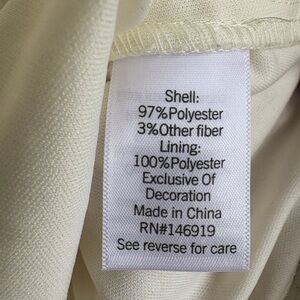 Shell:
97%Polyester
3%Other fiber
Lining:
100%Polyester
Exclusive Of
Decoration
Made in China
RN#146919
See reverse for care